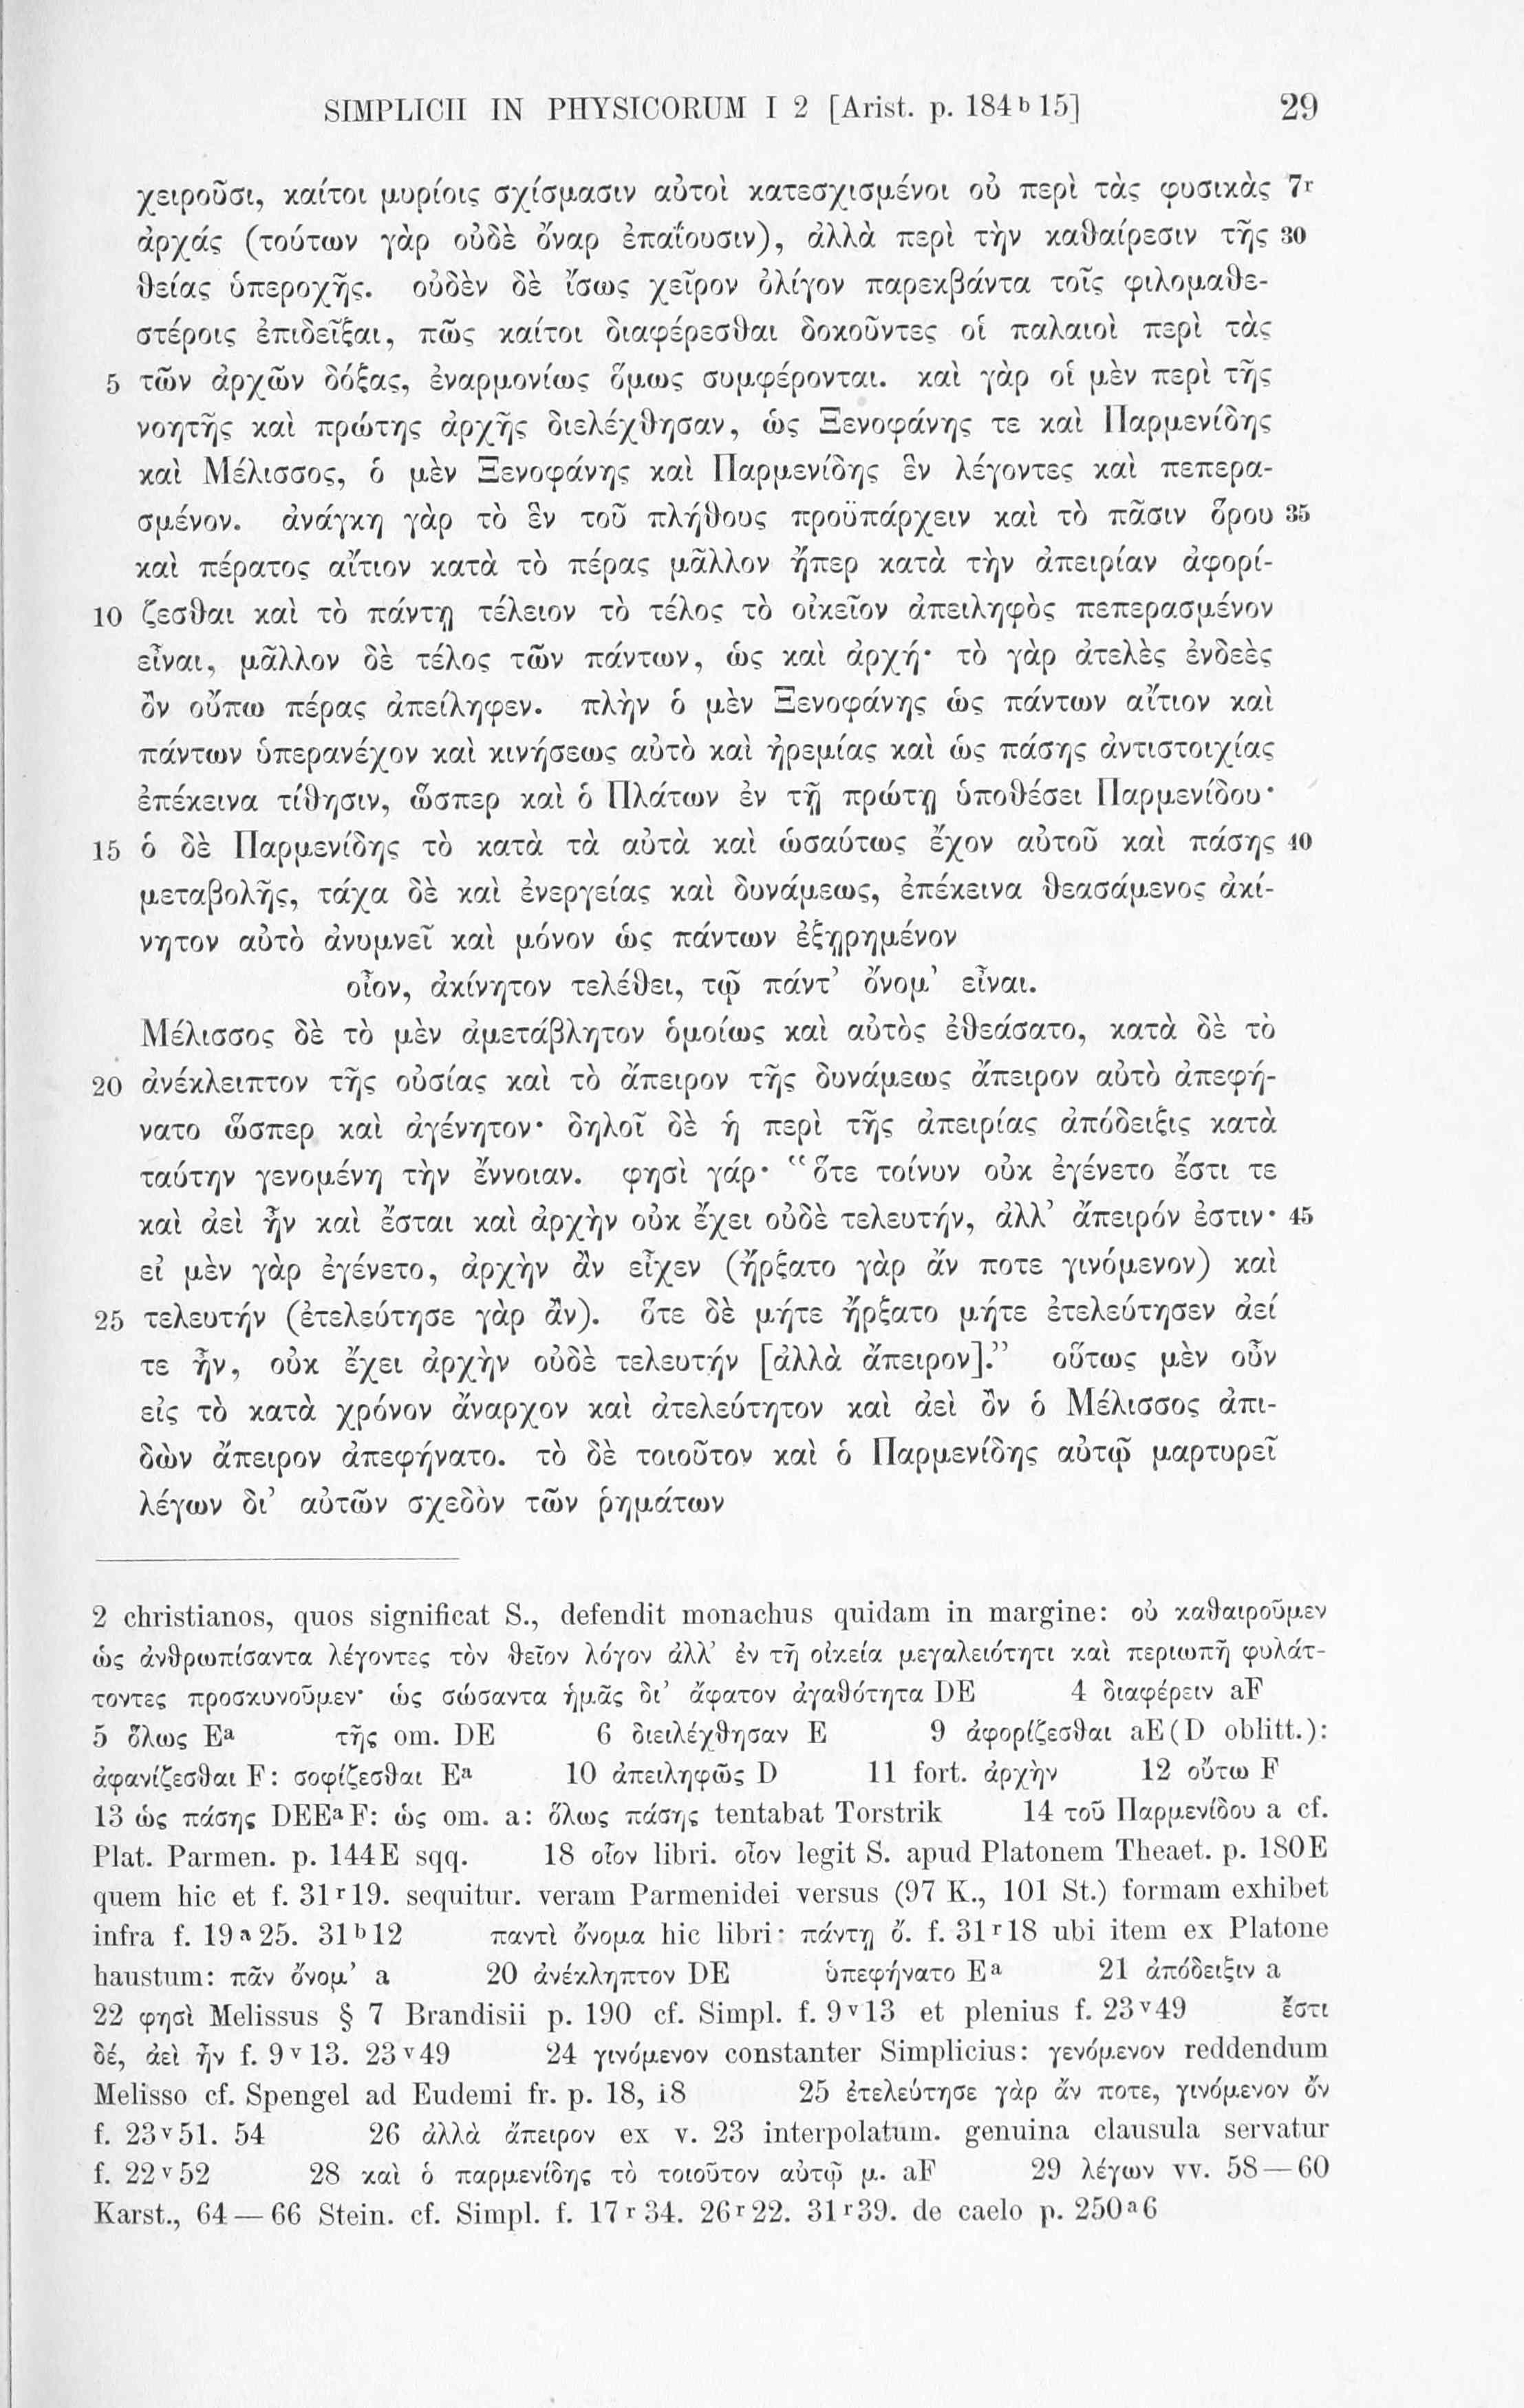 SIMPLICII IN PHYSICORUM I 2 [Arist. p. 184ᵇ 15] 29
χειροῦσι, καίτοι μυρίοις σχίσμασιν αὐτοὶ κατεσχισμένοι οὐ περὶ τὰς φυσικὰς 7ʳ
ἀρχάς (τούτων γὰρ οὐδὲ ὄναρ ἐπαΐουσιν), ἀλλὰ περὶ τὴν καθαίρεσιν τῆς 30
θείας ὑπεροχῆς. οὐδὲν δὲ ἴσως χεῖρον ὀλίγον παρεκβάντα τοῖς φιλομαθε-
στέροις ἐπιδεῖξαι, πῶς καίτοι διαφέρεσθαι δοκοῦντες οἱ παλαιοὶ περὶ τὰς
5 τῶν ἀρχῶν δόξας, ἐναρμονίως ὅμως συμφέρονται. καὶ γὰρ οἱ μὲν περὶ τῆς
νοητῆς καὶ πρώτης ἀρχῆς διελέχθησαν, ὡς Ξενοφάνης τε καὶ Παρμενίδης
καὶ Μέλισσος, ὁ μὲν Ξενοφάνης καὶ Παρμενίδης ἓν λέγοντες καὶ πεπερα-
σμένον. ἀνάγκη γὰρ τὸ ἓν τοῦ πλήθους προϋπάρχειν καὶ τὸ πᾶσιν ὅρου 35
καὶ πέρατος αἴτιον κατὰ τὸ πέρας μᾶλλον ἤπερ κατὰ τὴν ἀπειρίαν ἀφορί-
10 ζεσθαι καὶ τὸ πάντῃ τέλειον τὸ τέλος τὸ οἰκεῖον ἀπειληφὸς πεπερασμένον
εἶναι, μᾶλλον δὲ τέλος τῶν πάντων, ὡς καὶ ἀρχή· τὸ γὰρ ἀτελὲς ἐνδεὲς
ὂν οὔπω πέρας ἀπείληφεν. πλὴν ὁ μὲν Ξενοφάνης ὡς πάντων αἴτιον καὶ
πάντων ὑπερανέχον καὶ κινήσεως αὐτὸ καὶ ἠρεμίας καὶ ὡς πάσης ἀντιστοιχίας
ἐπέκεινα τίθησιν, ὥσπερ καὶ ὁ Πλάτων ἐν τῇ πρώτῃ ὑποθέσει Παρμενίδου·
15 ὁ δὲ Παρμενίδης τὸ κατὰ τὰ αὐτὰ καὶ ὡσαύτως ἔχον αὐτοῦ καὶ πάσης 40
μεταβολῆς, τάχα δὲ καὶ ἐνεργείας καὶ δυνάμεως, ἐπέκεινα θεασάμενος ἀκί-
νητον αὐτὸ ἀνυμνεῖ καὶ μόνον ὡς πάντων ἐξῃρημένον
οἶον, ἀκίνητον τελέθει, τῷ πάντ’ ὄνομ’ εἶναι.
Μέλισσος δὲ τὸ μὲν ἀμετάβλητον ὁμοίως καὶ αὐτὸς ἐθεάσατο, κατὰ δὲ τὸ
20 ἀνέκλειπτον τῆς οὐσίας καὶ τὸ ἄπειρον τῆς δυνάμεως ἄπειρον αὐτὸ ἀπεφή-
νατο ὥσπερ καὶ ἀγένητον· δηλοῖ δὲ ἡ περὶ τῆς ἀπειρίας ἀπόδειξις κατὰ
ταύτην γενομένη τὴν ἔννοιαν. φησὶ γάρ· “ὅτε τοίνυν οὐκ ἐγένετο ἔστι τε
καὶ ἀεὶ ἦν καὶ ἔσται καὶ ἀρχὴν οὐκ ἔχει οὐδὲ τελευτήν, ἀλλ’ ἄπειρόν ἐστιν· 45
εἰ μὲν γὰρ ἐγένετο, ἀρχὴν ἂν εἶχεν (ἤρξατο γὰρ ἄν ποτε γινόμενον) καὶ
25 τελευτήν (ἐτελεύτησε γὰρ ἄν). ὅτε δὲ μήτε ἤρξατο μήτε ἐτελεύτησεν ἀεί
τε ἦν, οὐκ ἔχει ἀρχὴν οὐδὲ τελευτήν [ἀλλὰ ἄπειρον].” οὕτως μὲν οὖν
εἰς τὸ κατὰ χρόνον ἄναρχον καὶ ἀτελεύτητον καὶ ἀεὶ ὂν ὁ Μέλισσος ἀπι-
δὼν ἄπειρον ἀπεφήνατο. τὸ δὲ τοιοῦτον καὶ ὁ Παρμενίδης αὐτῷ μαρτυρεῖ
λέγων δι’ αὐτῶν σχεδὸν τῶν ῥημάτων
2 christianos, quos significat S., defendit monachus quidam in margine: οὐ καθαιροῦμεν
ὡς ἀνθρωπίσαντα λέγοντες τὸν θεῖον λόγον ἀλλ’ ἐν τῆ οἰκεία μεγαλειότητι καὶ περιωπῆ φυλάτ-
τοντες προσκυνοῦμεν· ὡς σώσαντα ἡμᾶς δι’ ἄφατον ἀγαθότητα DE 4 διαφέρειν aF
5 ὅλως Eᵃ τῆς om. DE 6 διειλέχθησαν E 9 ἀφορίζεσθαι aE(D oblitt.):
ἀφανίζεσθαι F: σοφίζεσθαι Eᵃ 10 ἀπειληφῶς D 11 fort. ἀρχὴν 12 οὕτω F
13 ὡς πάσης DEEᵃF: ὡς om. a: ὅλως πάσης tentabat Torstrik 14 τοῦ Παρμενίδου a cf.
Plat. Parmen. p. 144E sqq. 18 οἷον libri. οἶον legit S. apud Platonem Theaet. p. 180E
quem hic et f. 31ʳ19. sequitur. veram Parmenidei versus (97 K., 101 St.) formam exhibet
infra f. 19ᵃ25. 31ᵇ12 παντὶ ὄνομα hic libri: πάντῃ ὄ. f. 31ʳ18 ubi item ex Platone
haustum: πᾶν ὄνομ’ a 20 ἀνέκληπτον DE ὑπεφήνατο Eᵃ 21 ἀπόδειξιν a
22 φησὶ Melissus § 7 Brandisii p. 190 cf. Simpl. f. 9ᵛ13 et plenius f. 23ᵛ49 ἔστι
δέ, ἀεὶ ἦν f. 9ᵛ13. 23ᵛ49 24 γινόμενον constanter Simplicius: γενόμενον reddendum
Melisso cf. Spengel ad Eudemi fr. p. 18, 18 25 ἐτελεύτησε γὰρ ἄν ποτε, γινόμενον ὄν
f. 23ᵛ51. 54 26 ἀλλὰ ἄπειρον ex v. 23 interpolatum. genuina clausula servatur
f. 22ᵛ52 28 καὶ ὁ παρμενίδης τὸ τοιοῦτον αὐτῷ μ. aF 29 λέγων vv. 58—60
Karst., 64—66 Stein. cf. Simpl. f. 17ʳ34. 26ʳ22. 31ʳ39. de caelo p. 250ᵃ6